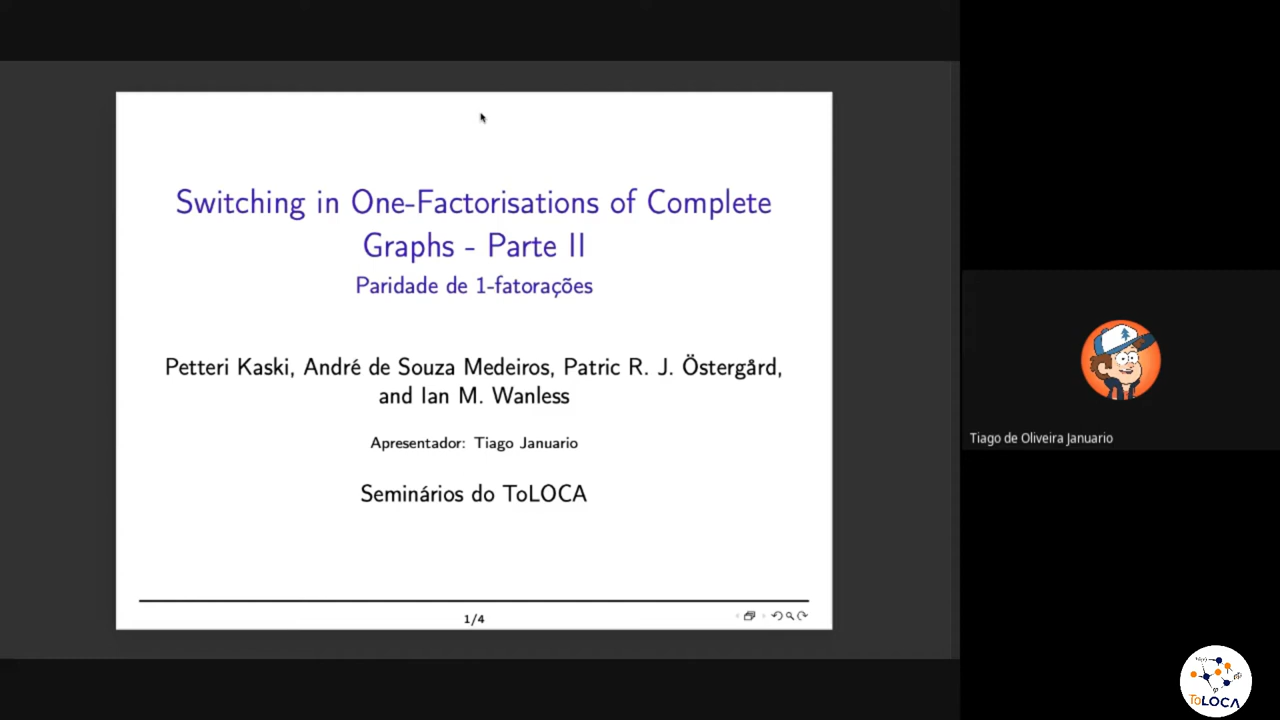 Switching in One-Factorisations of Complete
Graphs - Parte II
Paridade de 1-fatorações
Petteri Kaski, André de Souza Medeiros, Patric R. J. Östergård,
and Ian M. Wanless
Apresentador: Tiago Januario
Seminários do ToLOCA
1/4
Tiago de Oliveira Januario
ToLOCA